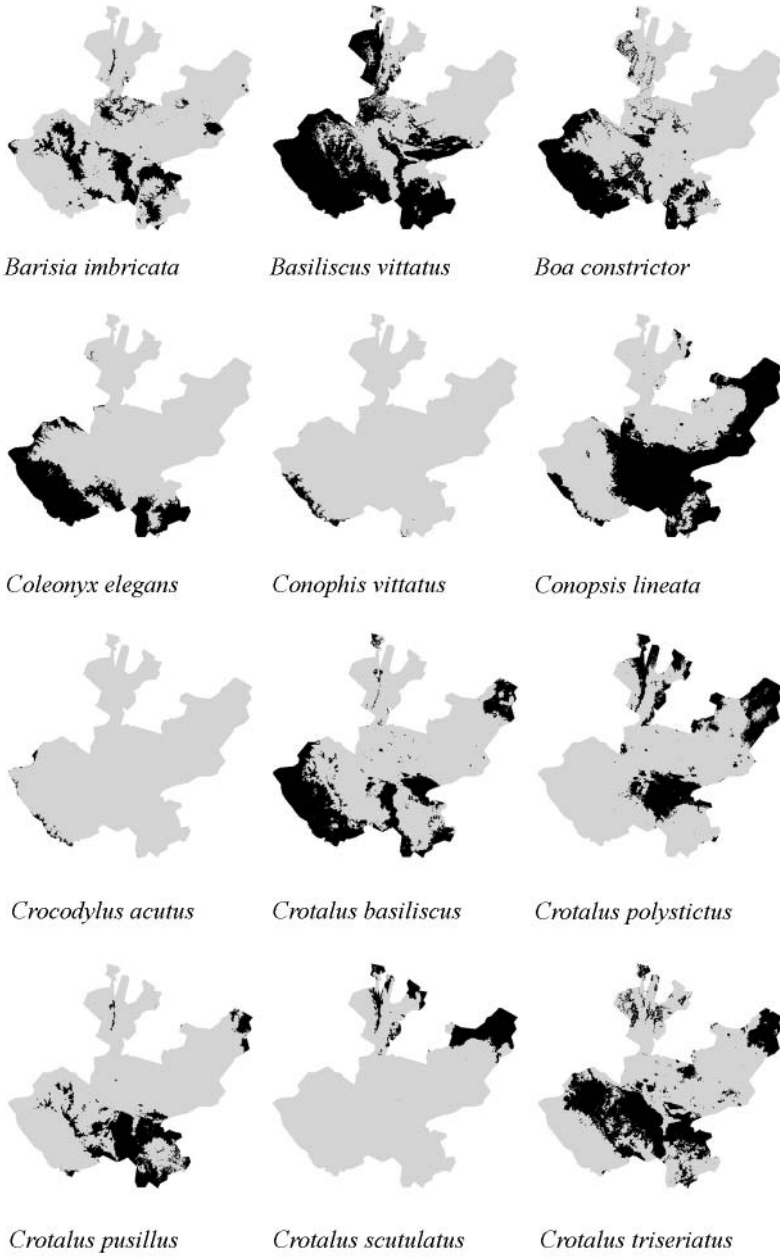 Barisia imbricata Basiliscus vittatus Boa constrictor
Coleonyx elegans Conophis vittatus Conopsis lineata
Crocodylus acutus Crotalus basiliscus Crotalus polystictus
Crotalus pusillus Crotalus scutulatus Crotalus triseriatus